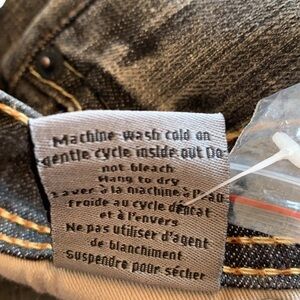 Machine wash cold on
gentle cycle inside out Do
not bleach
Hang to dry
Laver à la machine à l'eau
froide au cycle délicat
et à l'envers
Ne pas utiliser d'agent
de blanchiment
Suspendre pour sécher